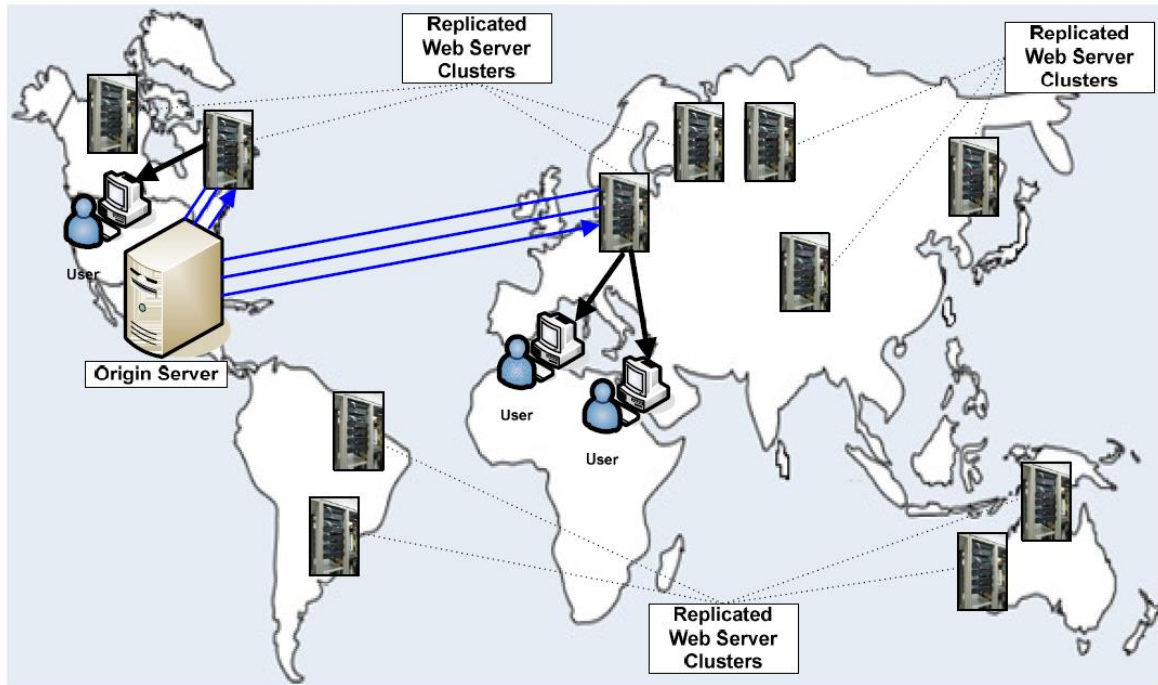 Replicated
Web Server
Clusters
Replicated
Web Server
Clusters
User
Origin Server
User
User
Replicated
Web Server
Clusters